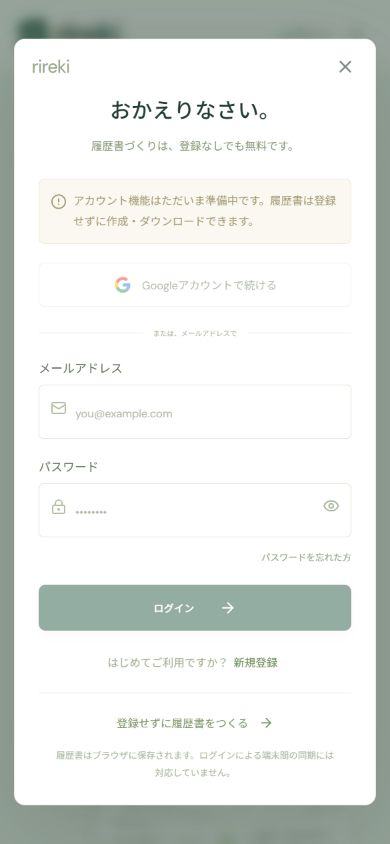 rireki
おかえりなさい。
履歴書づくりは、登録なしでも無料です。
アカウント機能はただいま準備中です。履歴書は登録
せずに作成・ダウンロードできます。
Googleアカウントで続ける
または、メールアドレスで
メールアドレス
you@example.com
パスワード
••••••••
パスワードを忘れた方
ログイン →
はじめてご利用ですか？ 新規登録
登録せずに履歴書をつくる →
履歴書はブラウザに保存されます。ログインによる端末間の同期には
対応していません。